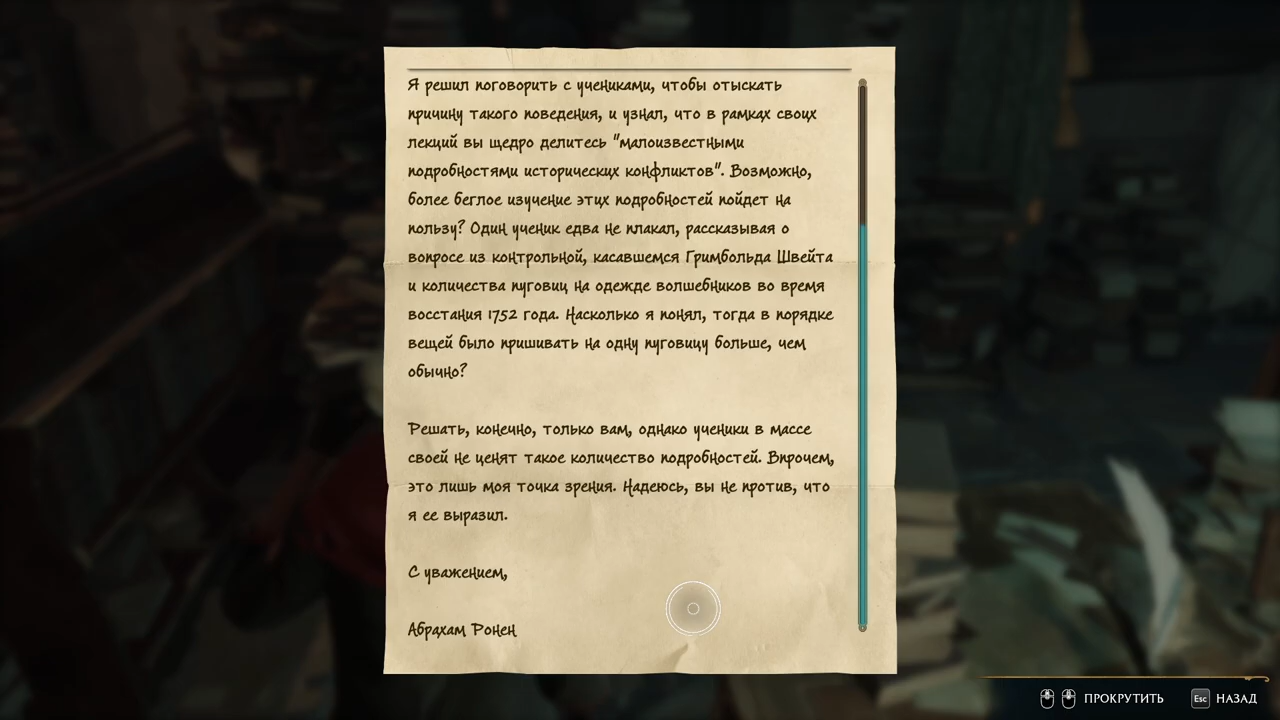 Я решил поговорить с учениками, чтобы отыскать
причину такого поведения, и узнал, что в рамках своих
лекций вы щедро делитесь "малоизвестными
подробностями исторических конфликтов". Возможно,
более беглое изучение этих подробностей пойдет на
пользу? Один ученик едва не плакал, рассказывая о
вопросе из контрольной, касавшемся Гримбольда Швейта
и количества пуговиц на одежде волшебников во время
восстания 1752 года. Насколько я понял, тогда в порядке
вещей было пришивать на одну пуговицу больше, чем
обычно?
Решать, конечно, только вам, однако ученики в массе
своей не ценят такое количество подробностей. Впрочем,
это лишь моя точка зрения. Надеюсь, вы не против, что
я ее выразил.
С уважением,
Абрахам Ронен
ПРОКРУТИТЬ
Esc НАЗАД